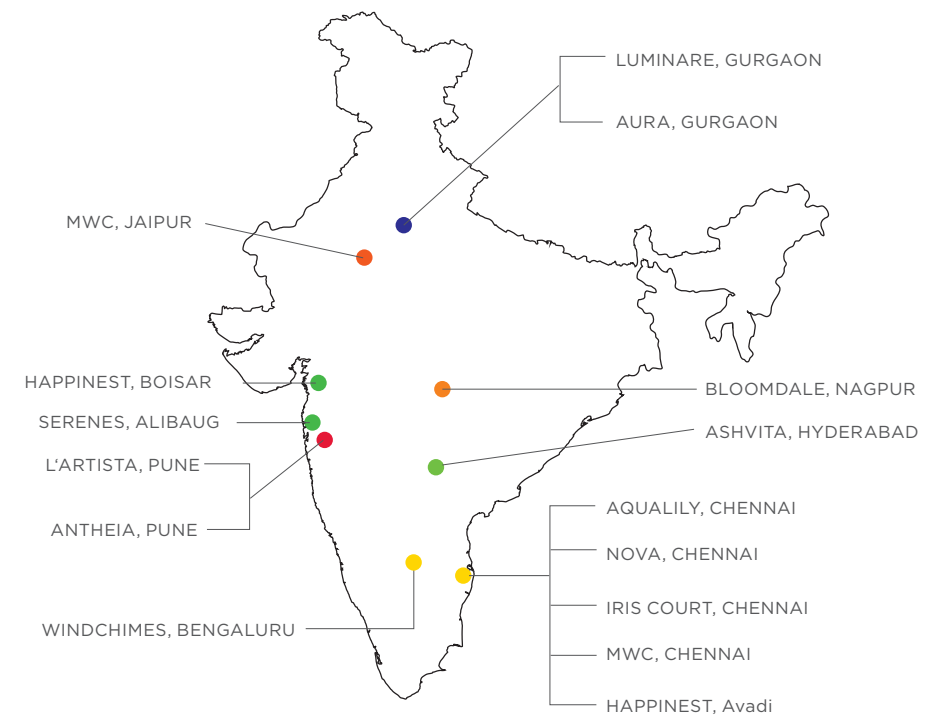 LUMINARE, GURGAON
AURA, GURGAON
MWC, JAIPUR
HAPPINEST, BOISAR
BLOOMDALE, NAGPUR
SERENES, ALIBAUG
ASHVITA, HYDERABAD
L'ARTISTA, PUNE
ANTHEIA, PUNE
AQUALILY, CHENNAI
NOVA, CHENNAI
IRIS COURT, CHENNAI
WINDCHIMES, BENGALURU
MWC, CHENNAI
HAPPINEST, Avadi